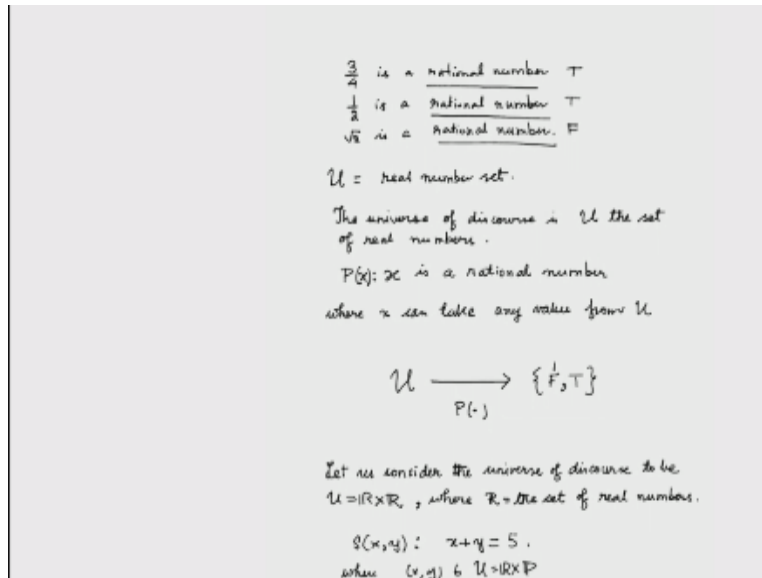 3/4 is a rational number T
1/2 is a rational number T
√2 is a rational number. F
U = real number set.
The universe of discourse is U the set
of real numbers.
P(x): x is a rational number
where x can take any value from U
U ⟶ {F, T}
P(·)
Let us consider the universe of discourse to be
U = ℝ×ℝ, where ℝ = the set of real numbers.
S(x,y): x+y = 5.
where (x,y) ∈ U = ℝ×ℝ